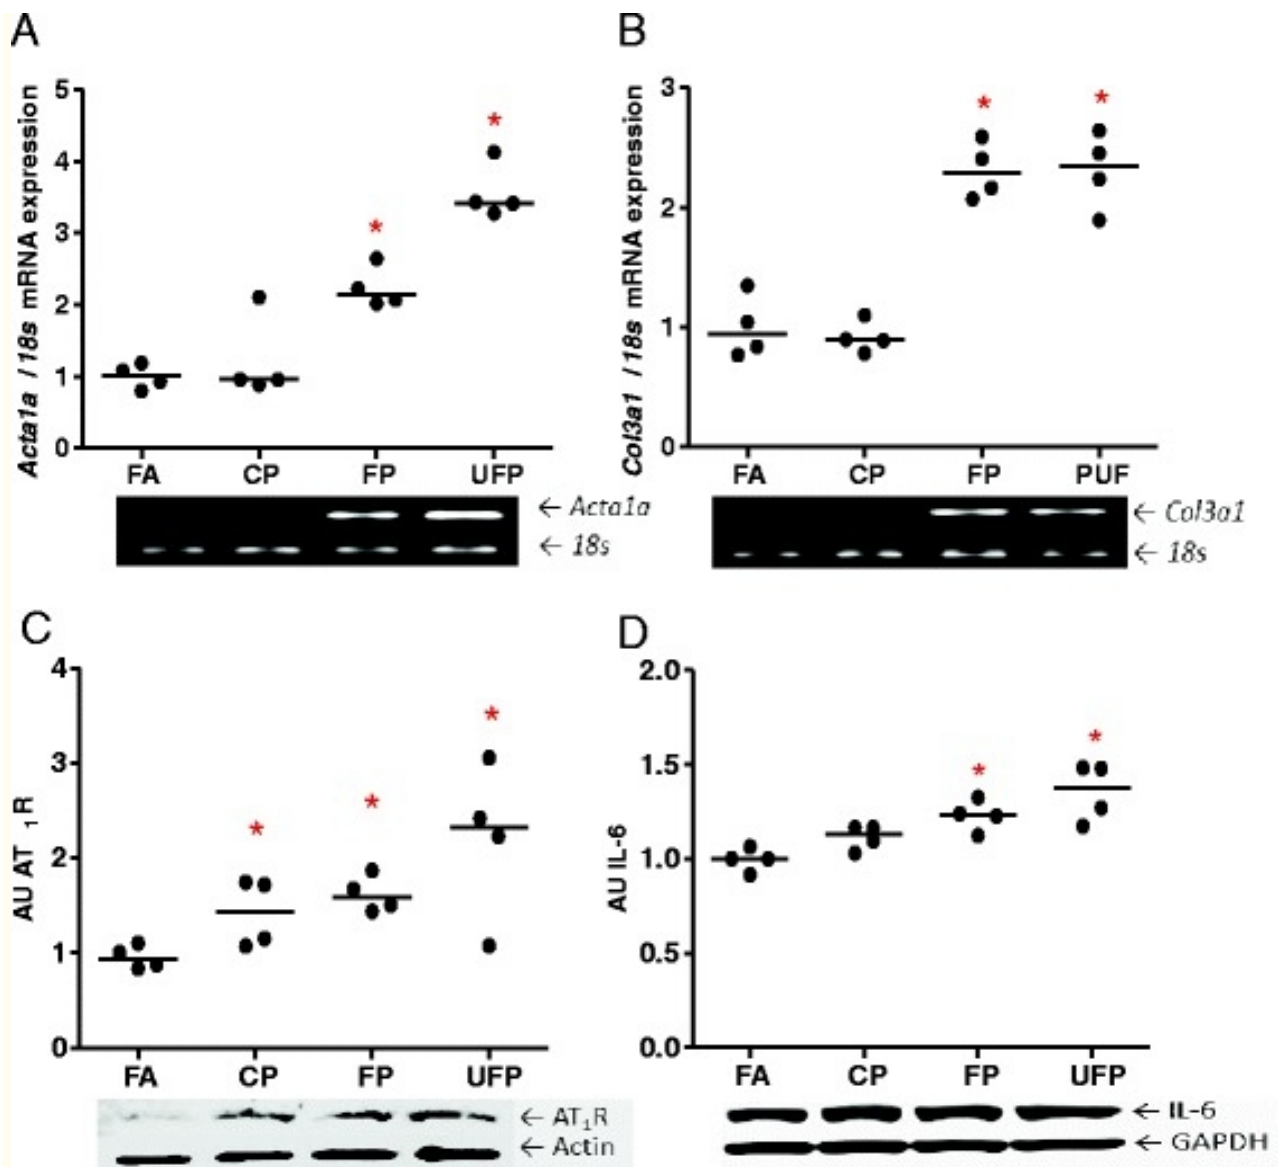 A
Acta1a / 18s mRNA expression
5
4
3
2
1
0
*
*
FA CP FP UFP
← Acta1a
← 18s
B
Col3a1 / 18s mRNA expression
3
2
1
0
*
*
FA CP FP PUF
← Col3a1
← 18s
C
AU AT 1R
4
3
2
1
0
*
*
*
FA CP FP UFP
← AT1R
← Actin
D
AU IL-6
2.0
1.5
1.0
0.5
0.0
*
*
FA CP FP UFP
← IL-6
← GAPDH